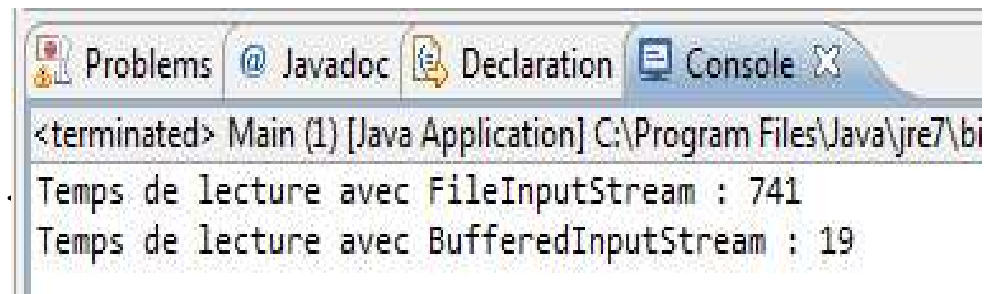 Problems @ Javadoc Declaration Console
<terminated> Main (1) [Java Application] C:\Program Files\Java\jre7\bi
Temps de lecture avec FileInputStream : 741
Temps de lecture avec BufferedInputStream : 19